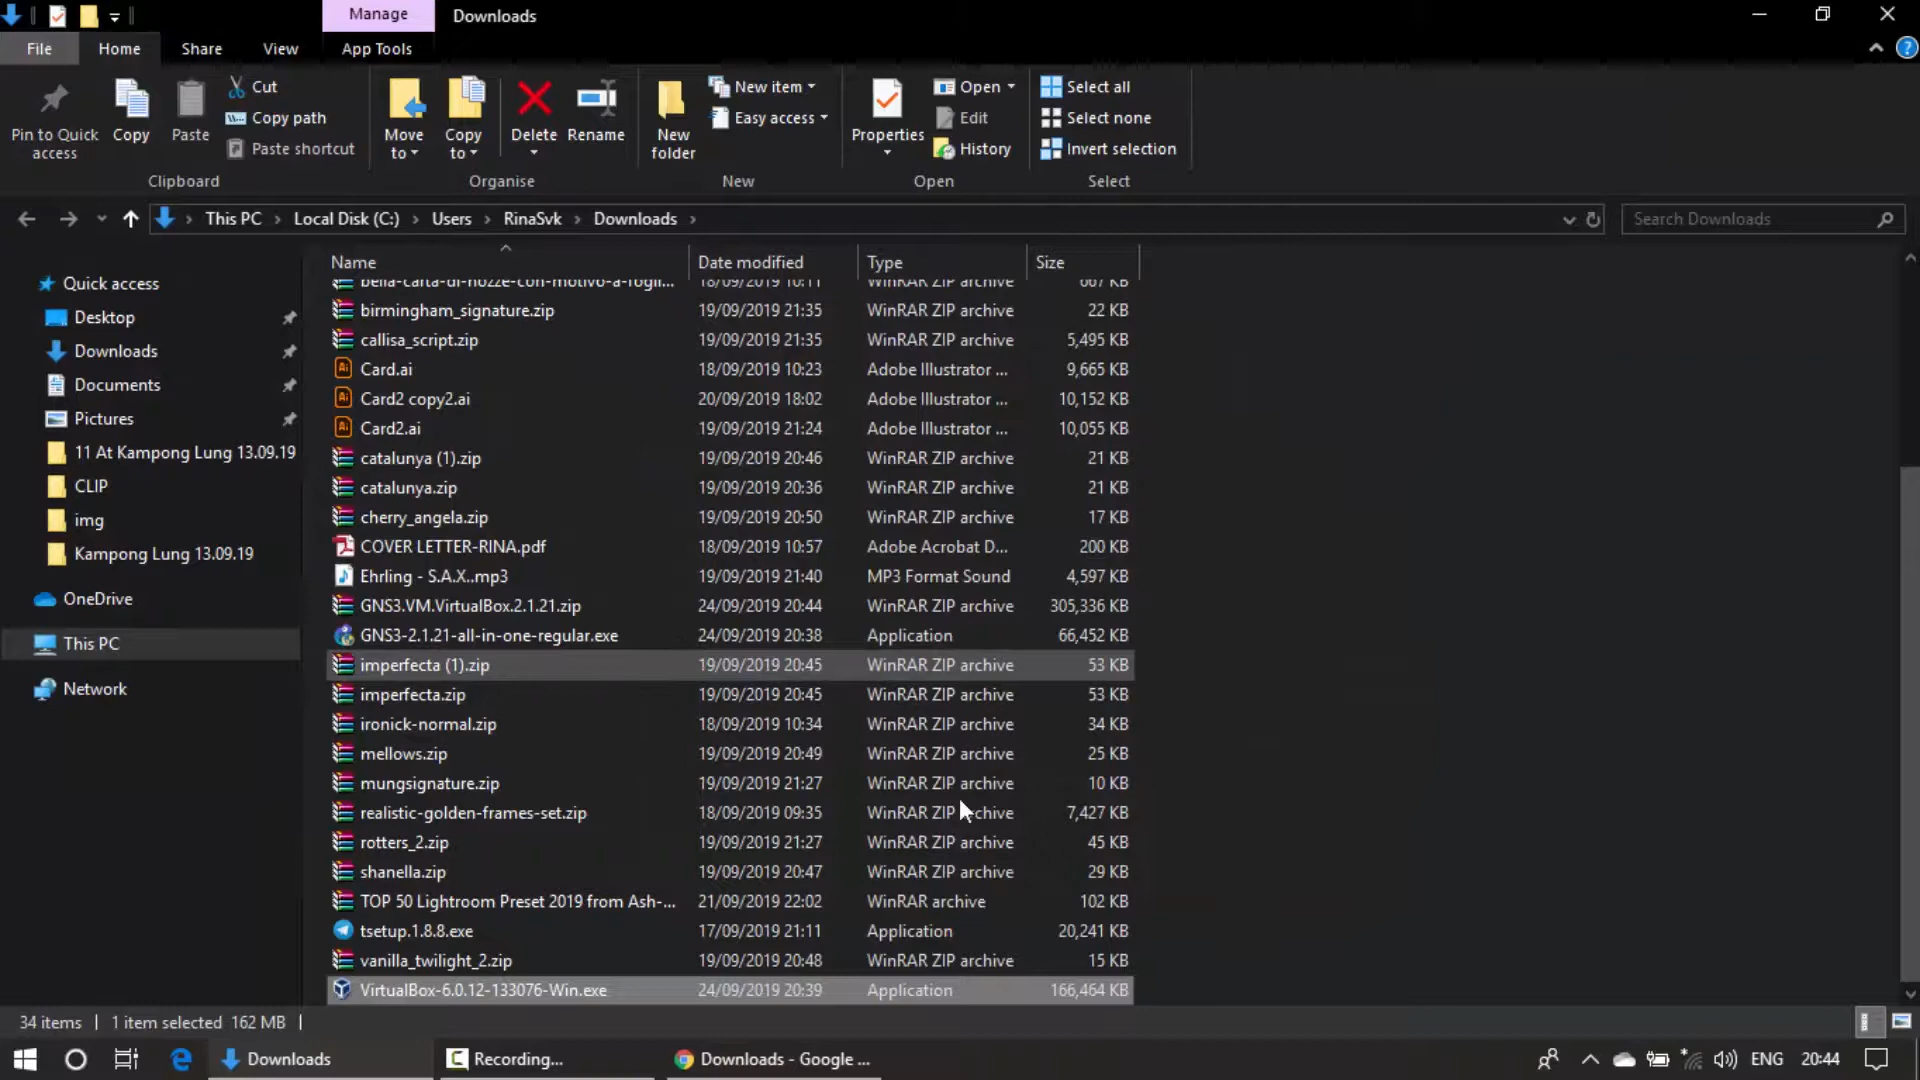 Manage
Downloads
File
Home
Share
View
App Tools
Pin to Quick access
Copy
Paste
Cut
Copy path
Paste shortcut
Move to
Copy to
Delete
Rename
New folder
New item
Easy access
Properties
Open
Edit
History
Select all
Select none
Invert selection
Clipboard
Organise
New
Open
Select
This PC
Local Disk (C:)
Users
RinaSvk
Downloads
Search Downloads
Quick access
Desktop
Downloads
Documents
Pictures
11 At Kampong Lung 13.09.19
CLIP
img
Kampong Lung 13.09.19
OneDrive
This PC
Network
Name Date modified Type Size
bella-carta-di-nozze-con-motivo-a-fogli... 18/09/2019 10:11 WinRAR ZIP archive 667 KB
birmingham_signature.zip 19/09/2019 21:35 WinRAR ZIP archive 22 KB
callisa_script.zip 19/09/2019 21:35 WinRAR ZIP archive 5,495 KB
Card.ai 18/09/2019 10:23 Adobe Illustrator ... 9,665 KB
Card2 copy2.ai 20/09/2019 18:02 Adobe Illustrator ... 10,152 KB
Card2.ai 19/09/2019 21:24 Adobe Illustrator ... 10,055 KB
catalunya (1).zip 19/09/2019 20:46 WinRAR ZIP archive 21 KB
catalunya.zip 19/09/2019 20:36 WinRAR ZIP archive 21 KB
cherry_angela.zip 19/09/2019 20:50 WinRAR ZIP archive 17 KB
COVER LETTER-RINA.pdf 18/09/2019 10:57 Adobe Acrobat D... 200 KB
Ehrling - S.A.X..mp3 19/09/2019 21:40 MP3 Format Sound 4,597 KB
GNS3.VM.VirtualBox.2.1.21.zip 24/09/2019 20:44 WinRAR ZIP archive 305,336 KB
GNS3-2.1.21-all-in-one-regular.exe 24/09/2019 20:38 Application 66,452 KB
imperfecta (1).zip 19/09/2019 20:45 WinRAR ZIP archive 53 KB
imperfecta.zip 19/09/2019 20:45 WinRAR ZIP archive 53 KB
ironick-normal.zip 18/09/2019 10:34 WinRAR ZIP archive 34 KB
mellows.zip 19/09/2019 20:49 WinRAR ZIP archive 25 KB
mungsignature.zip 19/09/2019 21:27 WinRAR ZIP archive 10 KB
realistic-golden-frames-set.zip 18/09/2019 09:35 WinRAR ZIP archive 7,427 KB
rotters_2.zip 19/09/2019 21:27 WinRAR ZIP archive 45 KB
shanella.zip 19/09/2019 20:47 WinRAR ZIP archive 29 KB
TOP 50 Lightroom Preset 2019 from Ash-... 21/09/2019 22:02 WinRAR archive 102 KB
tsetup.1.8.8.exe 17/09/2019 21:11 Application 20,241 KB
vanilla_twilight_2.zip 19/09/2019 20:48 WinRAR ZIP archive 15 KB
VirtualBox-6.0.12-133076-Win.exe 24/09/2019 20:39 Application 166,464 KB
34 items
1 item selected 162 MB
Downloads
Recording...
Downloads - Google ...
ENG
20:44